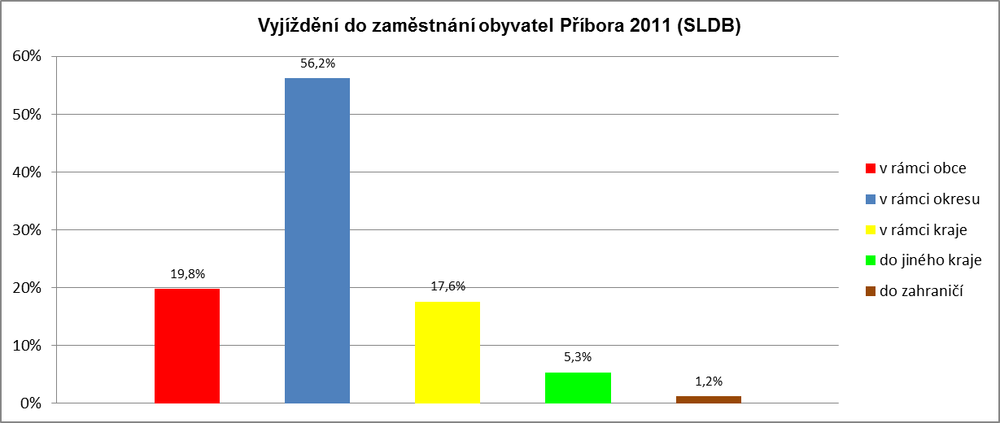 Vyjíždění do zaměstnání obyvatel Příbora 2011 (SLDB)
60%
50%
40%
30%
20%
10%
0%
19,8%
56,2%
17,6%
5,3%
1,2%
v rámci obce
v rámci okresu
v rámci kraje
do jiného kraje
do zahraničí